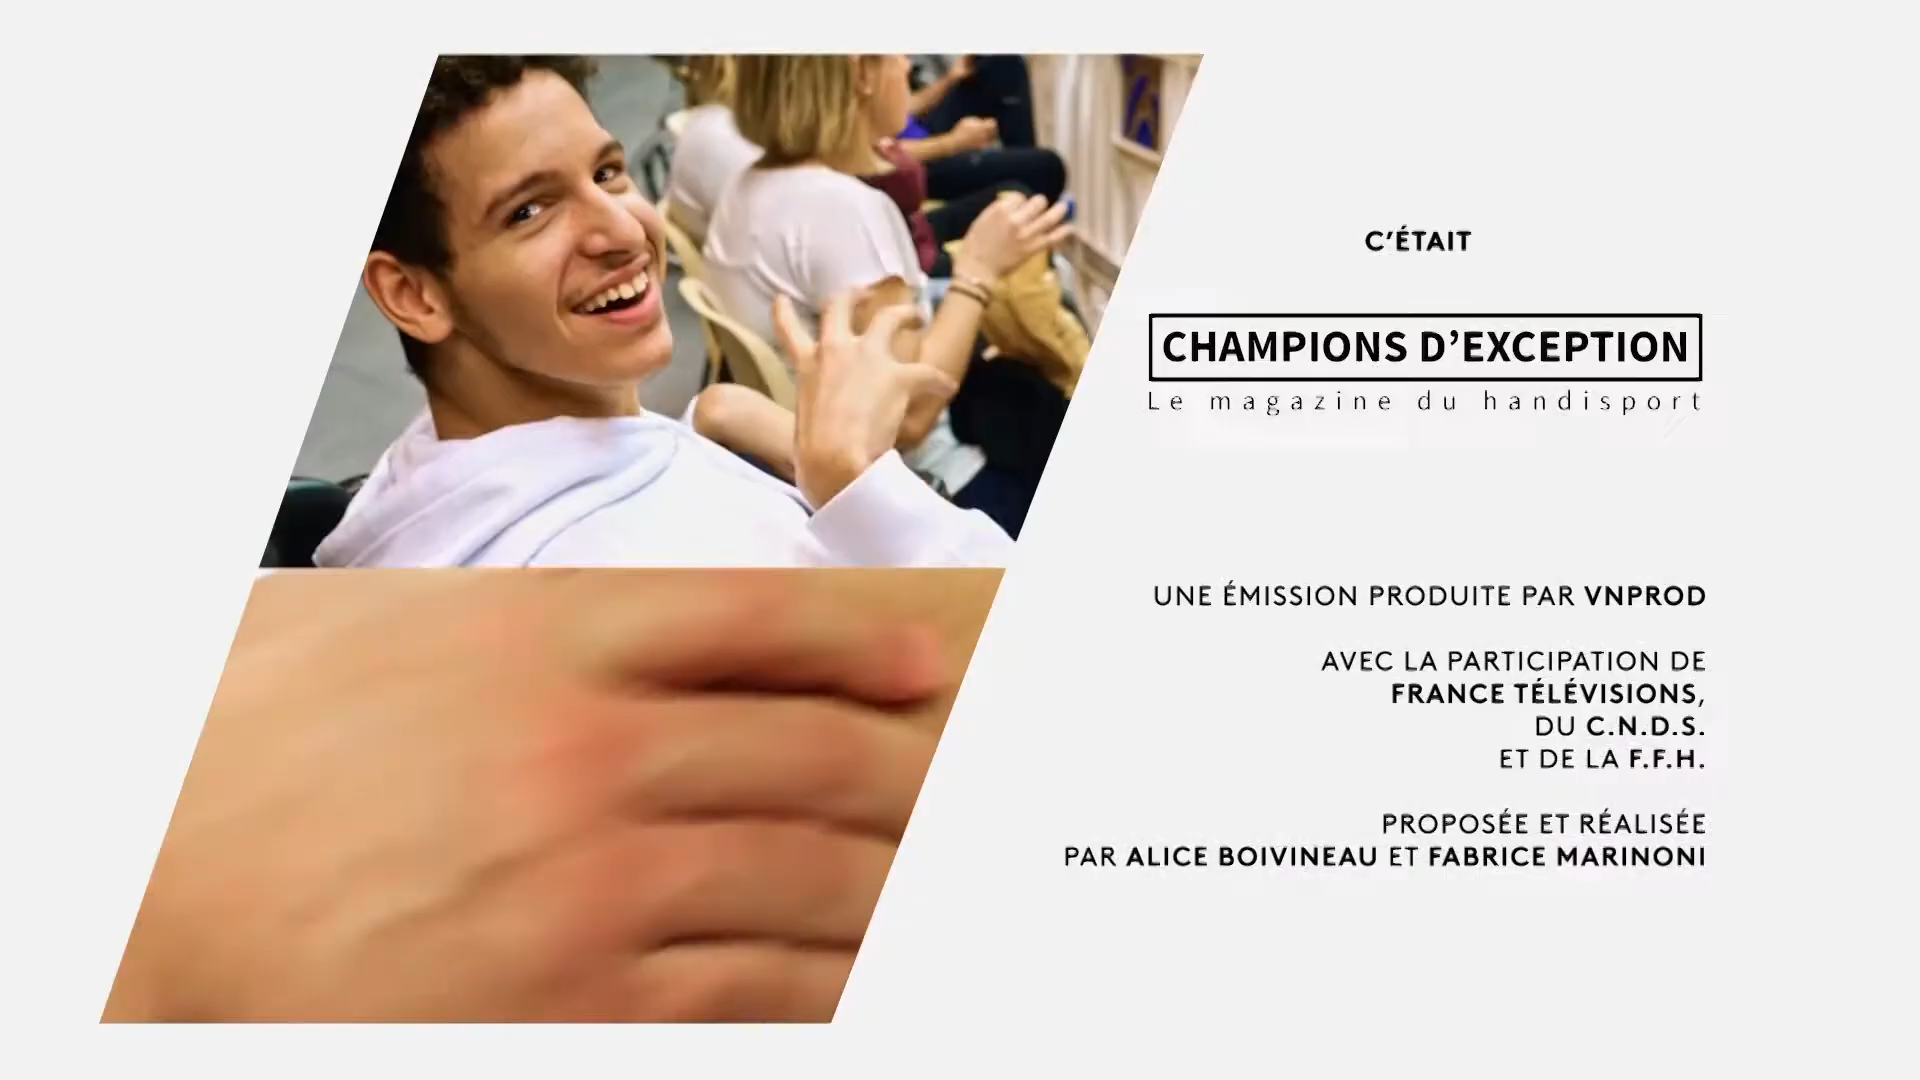 C'ÉTAIT
CHAMPIONS D'EXCEPTION
Le magazine du handisport
UNE ÉMISSION PRODUITE PAR VNPROD
AVEC LA PARTICIPATION DE
FRANCE TÉLÉVISIONS,
DU C.N.D.S.
ET DE LA F.F.H.
PROPOSÉE ET RÉALISÉE
PAR ALICE BOIVINEAU ET FABRICE MARINONI